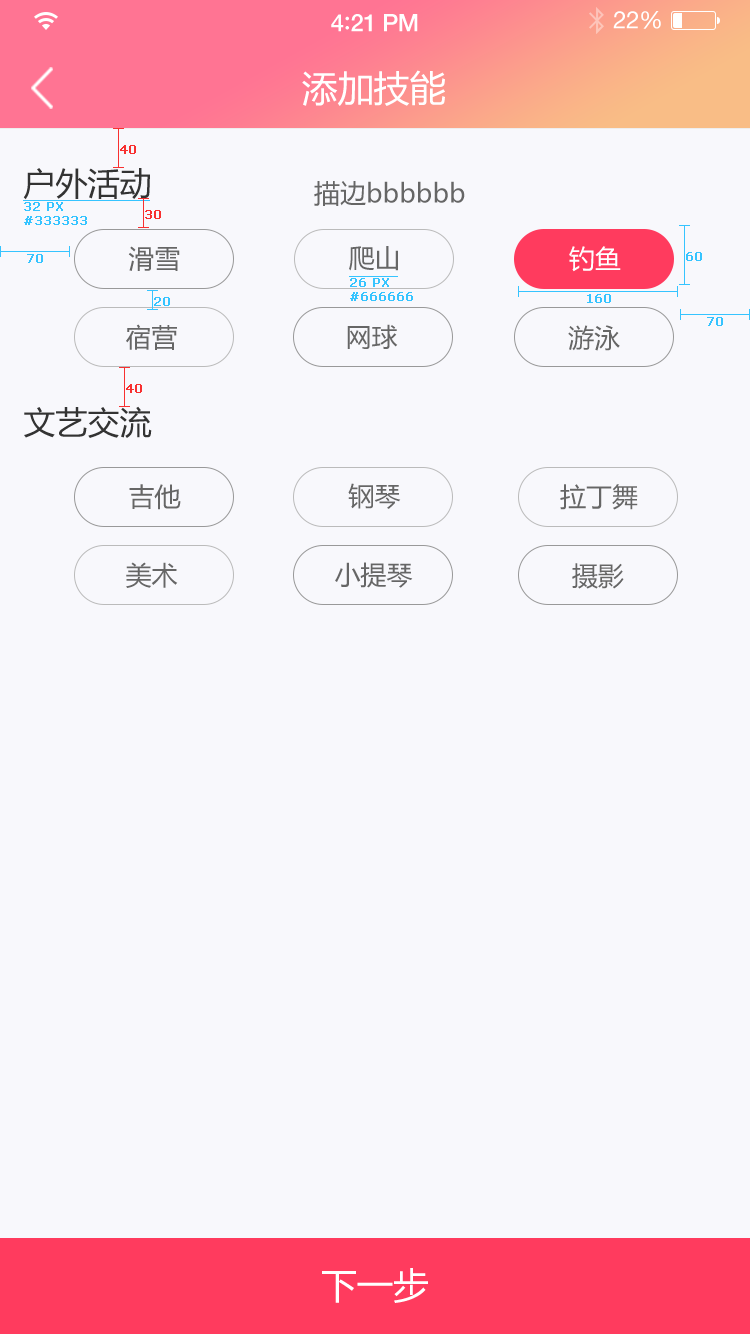 4:21 PM
22%
添加技能
40
户外活动
描边bbbbbb
32 PX
#333333
30
70
滑雪
爬山
钓鱼
60
26 PX
#666666
20
160
70
宿营
网球
游泳
40
文艺交流
吉他
钢琴
拉丁舞
美术
小提琴
摄影
下一步